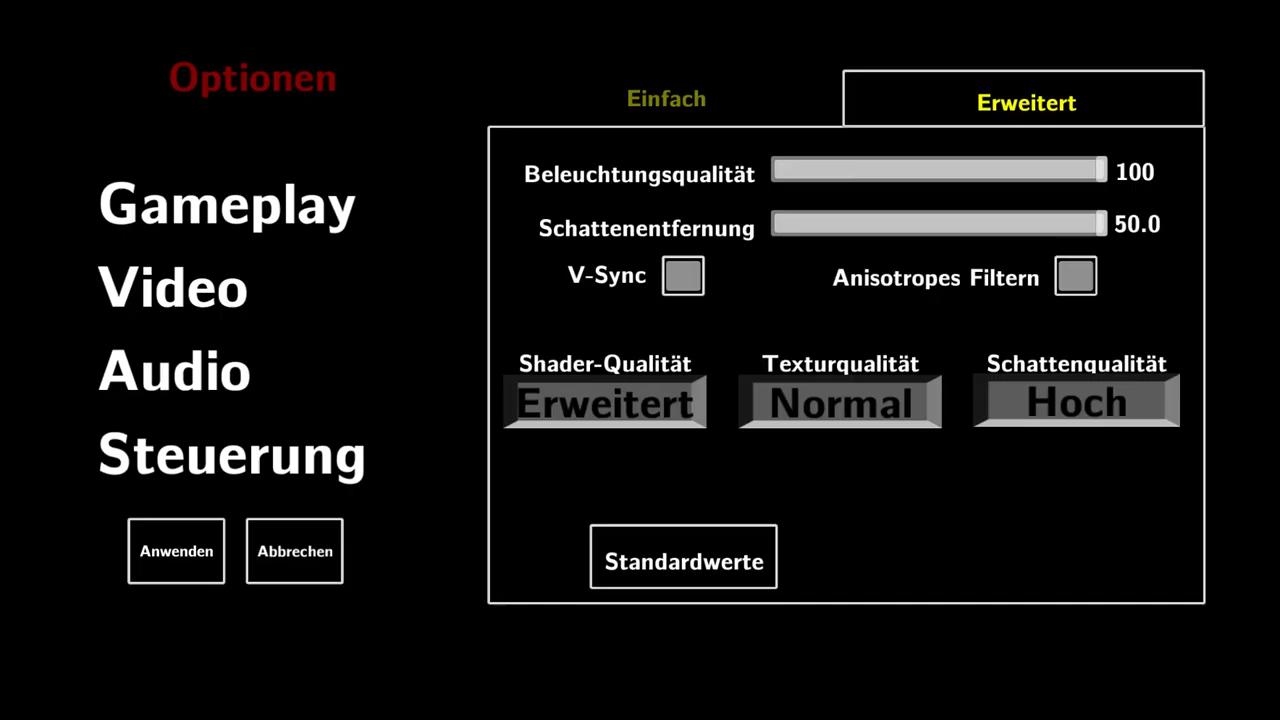 Optionen
Gameplay
Video
Audio
Steuerung
Anwenden
Abbrechen
Einfach
Erweitert
Beleuchtungsqualität 100
Schattenentfernung 50.0
V-Sync
Anisotropes Filtern
Shader-Qualität
Texturqualität
Schattenqualität
Erweitert
Normal
Hoch
Standardwerte